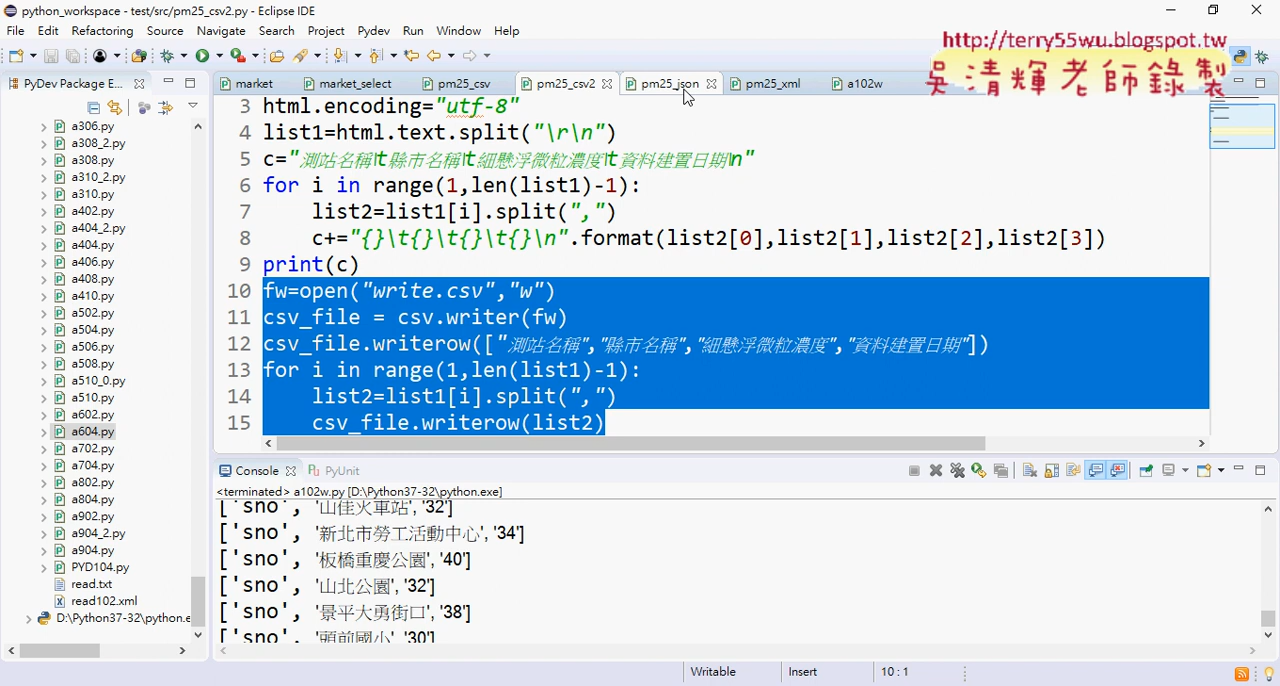 python_workspace - test/src/pm25_csv2.py - Eclipse IDE
http://terry55wu.blogspot.tw
吳清輝老師錄製
File Edit Refactoring Source Navigate Search Project Pydev Run Window Help
PyDev Package E...
market market_select pm25_csv pm25_csv2 pm25_json pm25_xml a102w
a306.py
a308_2.py
a308.py
a310_2.py
a310.py
a402.py
a404_2.py
a404.py
a406.py
a408.py
a410.py
a502.py
a504.py
a506.py
a508.py
a510_0.py
a510.py
a602.py
a604.py
a702.py
a704.py
a802.py
a804.py
a902.py
a904_2.py
a904.py
PYD104.py
read.txt
read102.xml
D:\Python37-32\python.e
3 html.encoding="utf-8"
4 list1=html.text.split("\r\n")
5 c="測站名稱\t縣市名稱\t細懸浮微粒濃度\t資料建置日期\n"
6 for i in range(1,len(list1)-1):
7 list2=list1[i].split(",")
8 c+="{}\t{}\t{}\t{}\n".format(list2[0],list2[1],list2[2],list2[3])
9 print(c)
10 fw=open("write.csv","w")
11 csv_file = csv.writer(fw)
12 csv_file.writerow(["測站名稱","縣市名稱","細懸浮微粒濃度","資料建置日期"])
13 for i in range(1,len(list1)-1):
14 list2=list1[i].split(",")
15 csv_file.writerow(list2)
Console PyUnit
<terminated> a102w.py [D:\Python37-32\python.exe]
['sno', '山佳火車站', '32']
['sno', '新北市勞工活動中心', '34']
['sno', '板橋重慶公園', '40']
['sno', '山北公園', '32']
['sno', '景平大勇街口', '38']
['sno', '頭前國小', '30']
Writable Insert 10 : 1